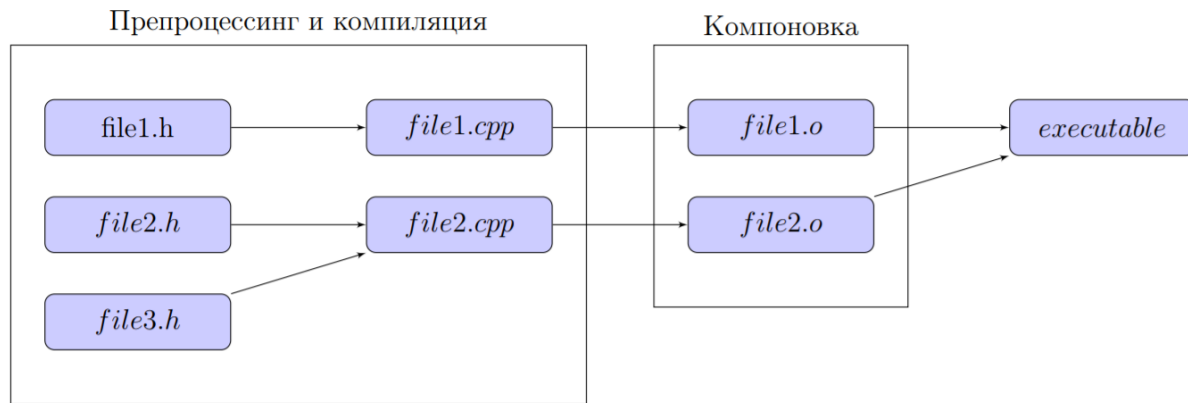 Препроцессинг и компиляция
Компоновка
file1.h
file1.cpp
file1.o
executable
file2.h
file2.cpp
file2.o
file3.h